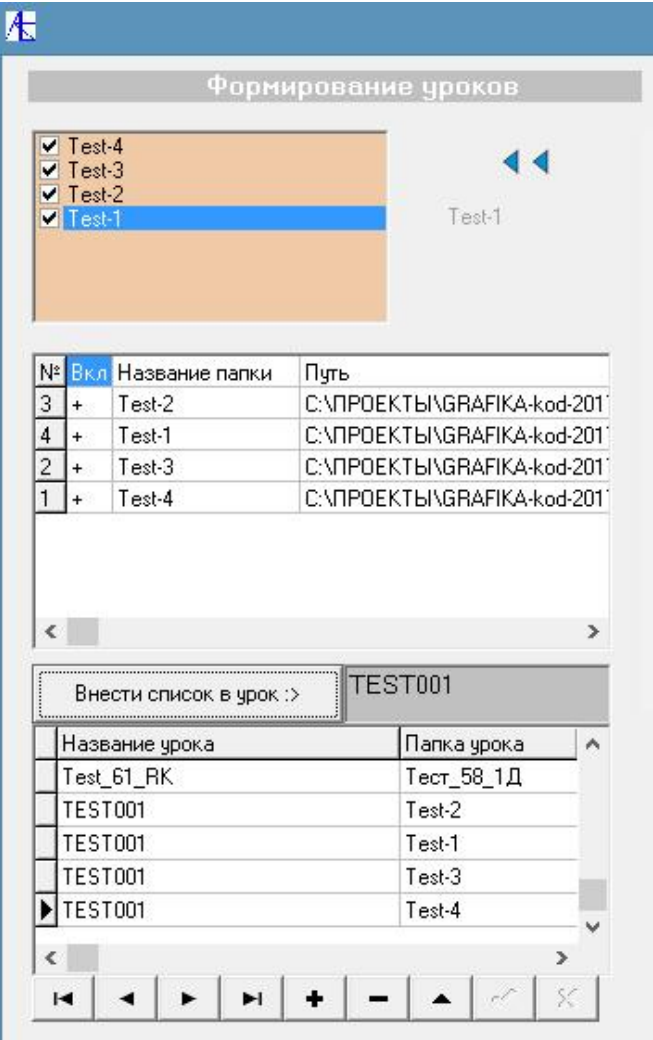 Формирование уроков
Test-4
Test-3
Test-2
Test-1
Test-1
№ Вкл Название папки Путь
3 + Test-2 C:\ПРОЕКТЫ\GRAFIKA-kod-201
4 + Test-1 C:\ПРОЕКТЫ\GRAFIKA-kod-201
2 + Test-3 C:\ПРОЕКТЫ\GRAFIKA-kod-201
1 + Test-4 C:\ПРОЕКТЫ\GRAFIKA-kod-201
Внести список в урок :> TEST001
Название урока Папка урока
Test_61_RK Тест_58_1Д
TEST001 Test-2
TEST001 Test-1
TEST001 Test-3
TEST001 Test-4